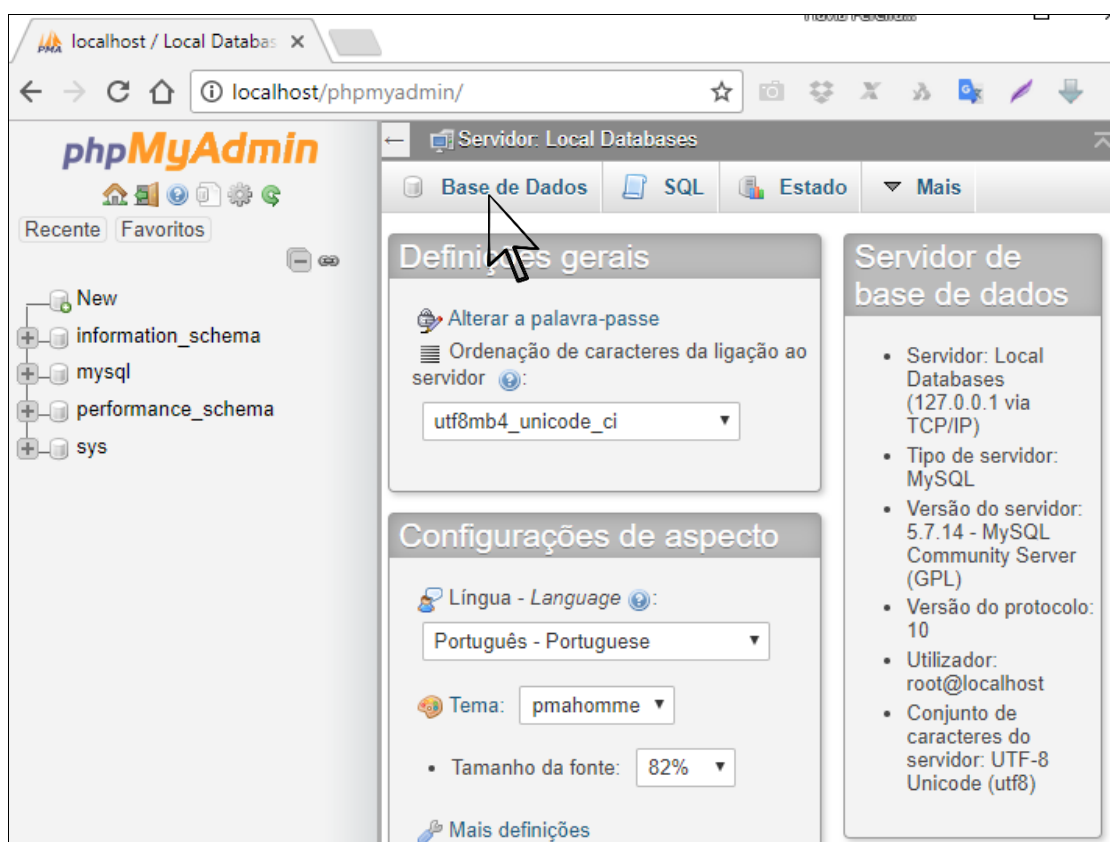 localhost / Local Databas
localhost/phpmyadmin/
phpMyAdmin
Recente Favoritos
New
information_schema
mysql
performance_schema
sys
Servidor: Local Databases
Base de Dados SQL Estado Mais
Definições gerais
Alterar a palavra-passe
Ordenação de caracteres da ligação ao
servidor :
utf8mb4_unicode_ci
Configurações de aspecto
Língua - Language :
Português - Portuguese
Tema: pmahomme
• Tamanho da fonte: 82%
Mais definições
Servidor de
base de dados
• Servidor: Local
Databases
(127.0.0.1 via
TCP/IP)
• Tipo de servidor:
MySQL
• Versão do servidor:
5.7.14 - MySQL
Community Server
(GPL)
• Versão do protocolo:
10
• Utilizador:
root@localhost
• Conjunto de
caracteres do
servidor: UTF-8
Unicode (utf8)